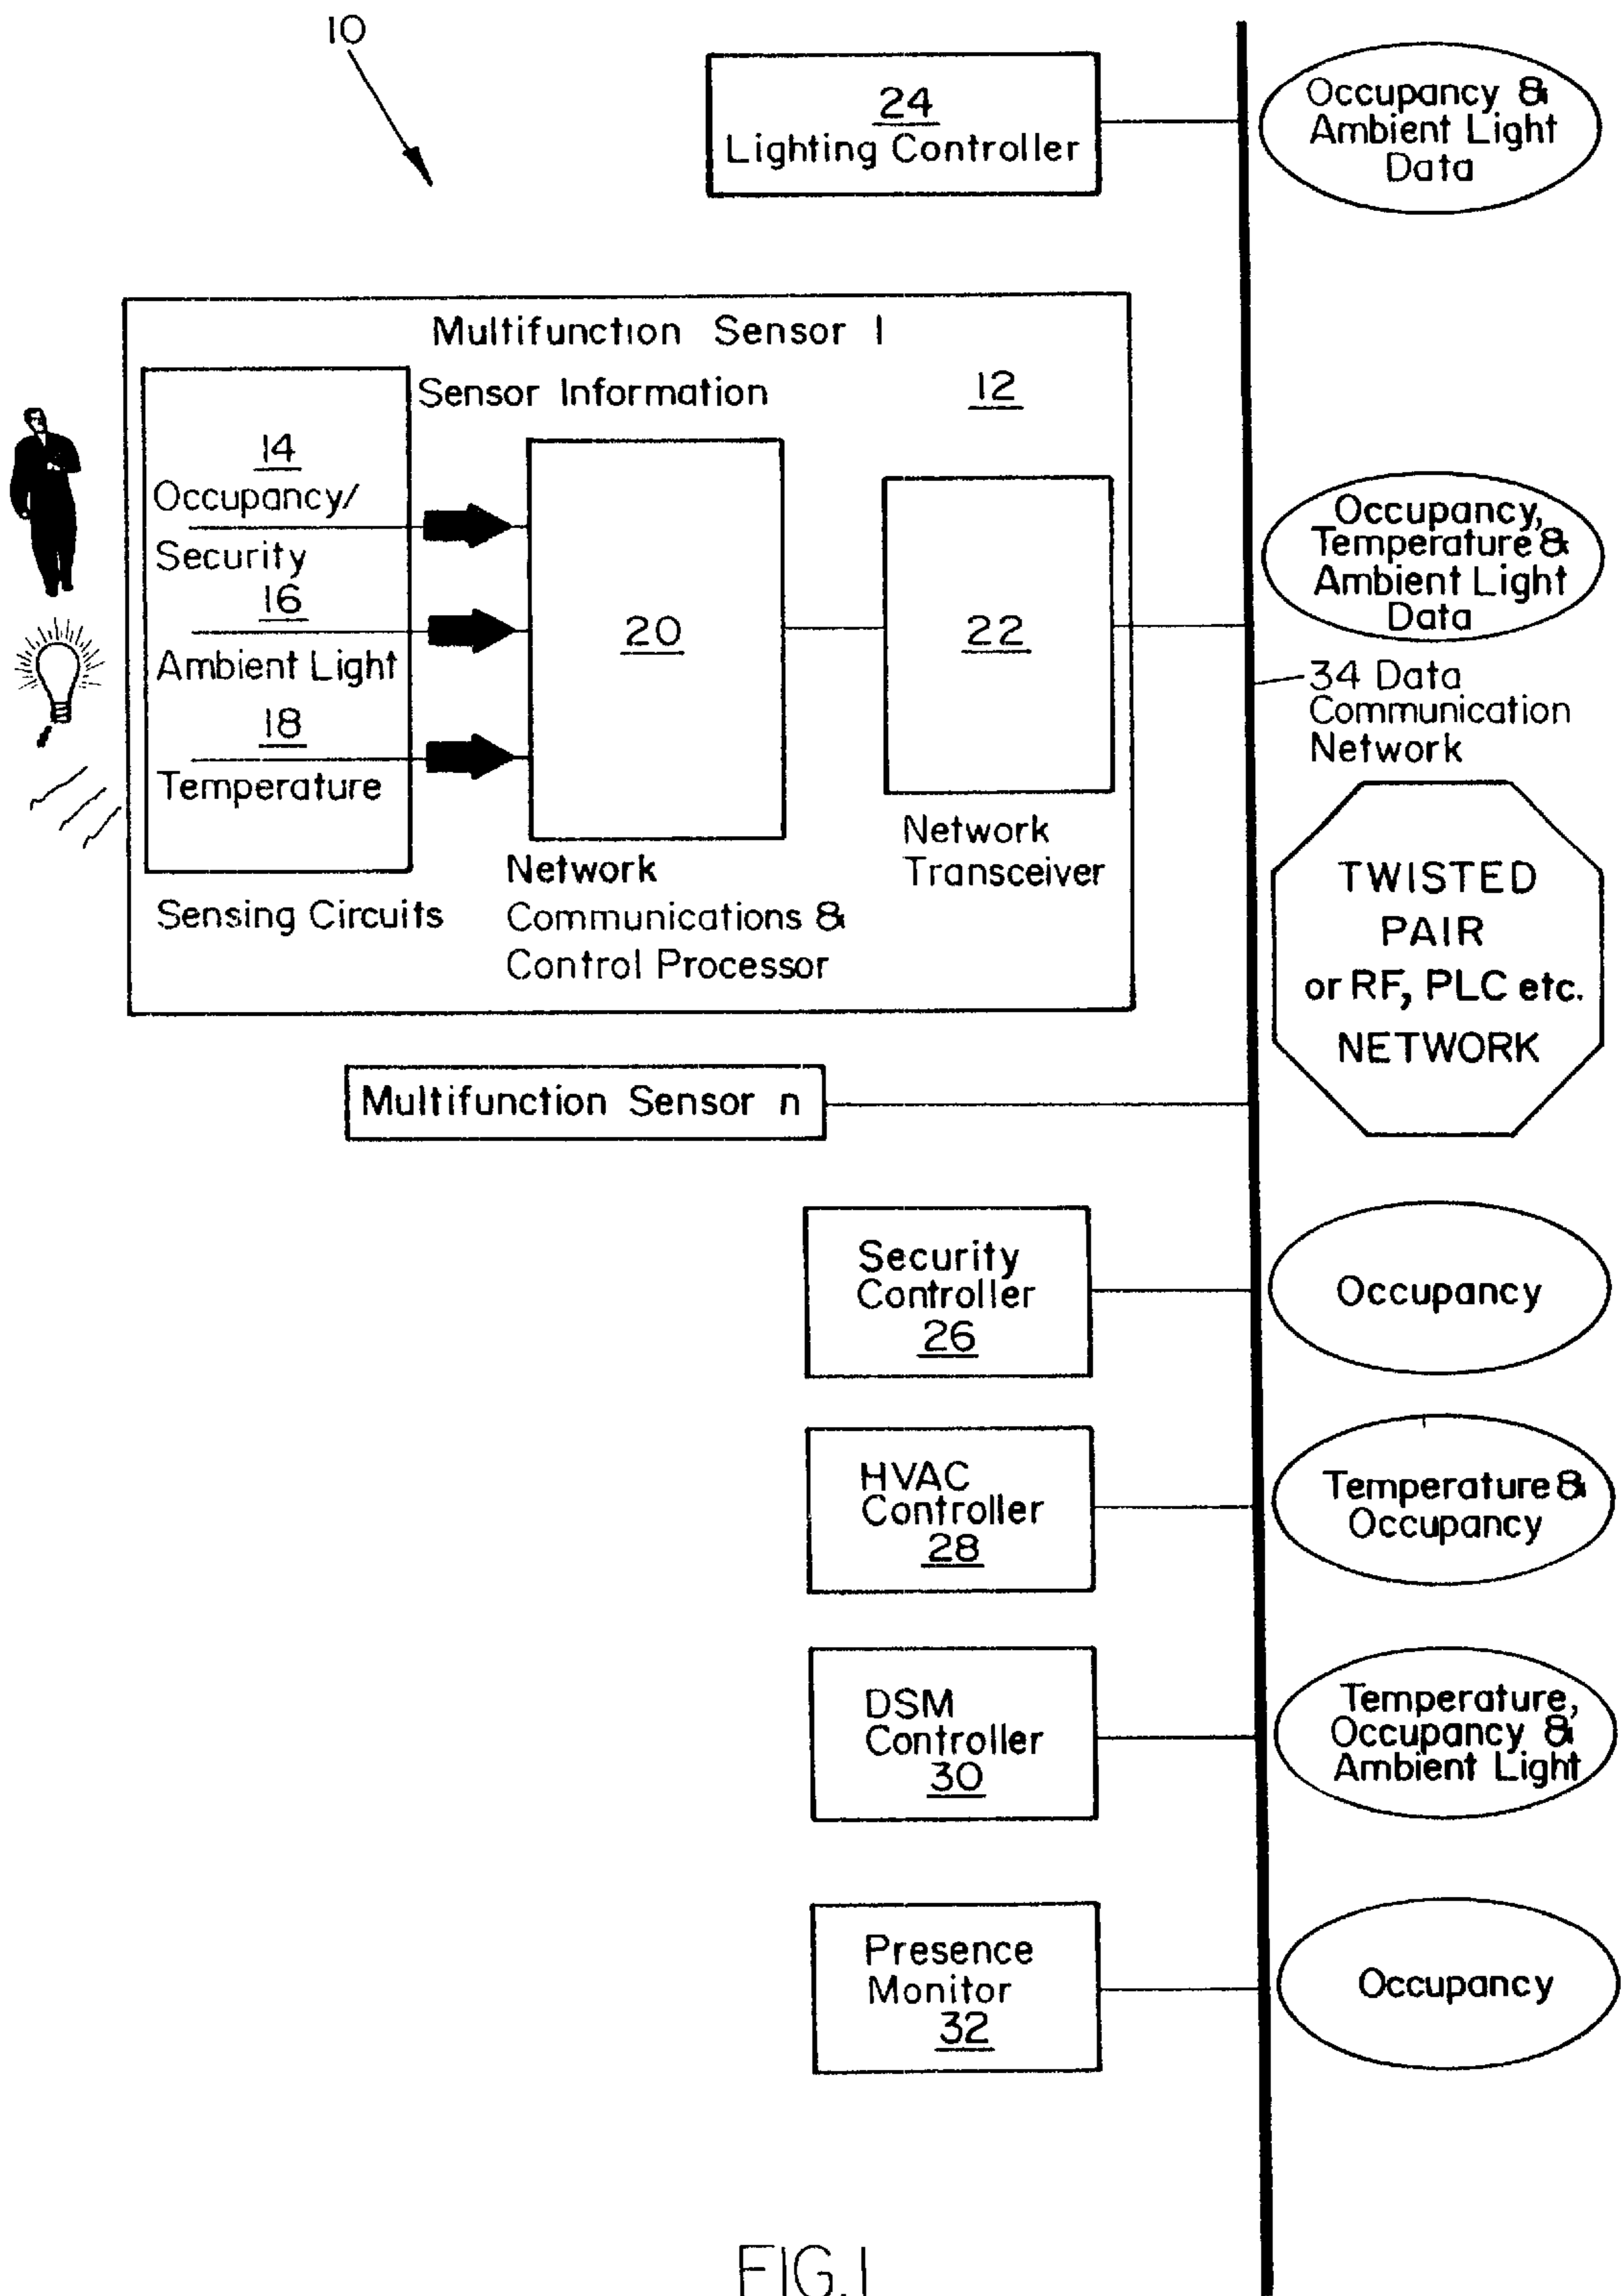 10
24
Lighting Controller
Occupancy &
Ambient Light
Data
Multifunction Sensor 1
Sensor Information
12
14
Occupancy/
Security
16
Ambient Light
18
Temperature
Sensing Circuits
20
Network
Communications &
Control Processor
22
Network
Transceiver
Occupancy,
Temperature &
Ambient Light
Data
34 Data
Communication
Network
TWISTED
PAIR
or RF, PLC etc.
NETWORK
Multifunction Sensor n
Security
Controller
26
Occupancy
HVAC
Controller
28
Temperature &
Occupancy
DSM
Controller
30
Temperature,
Occupancy &
Ambient Light
Presence
Monitor
32
Occupancy
FIG.1